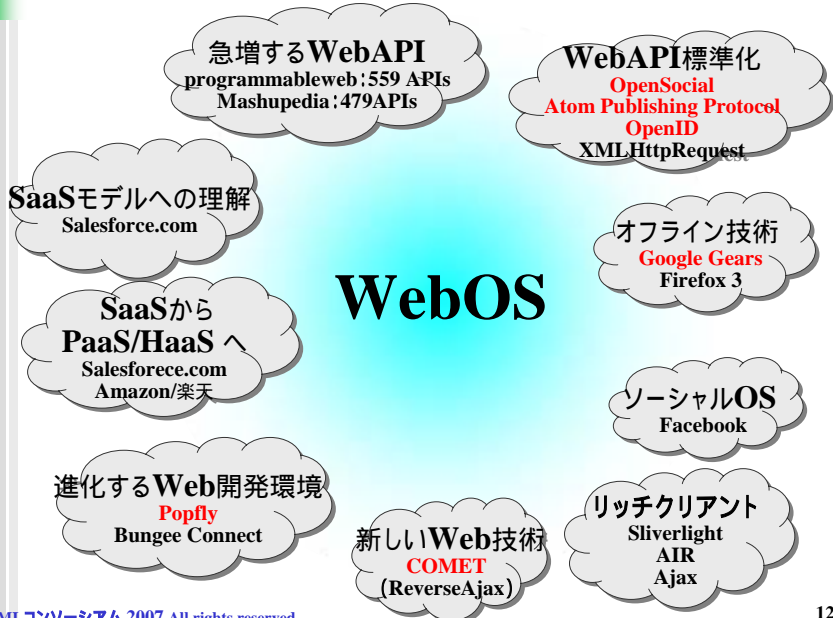 急増するWebAPI
programmableweb:559 APIs
Mashupedia:479APIs
WebAPI標準化
OpenSocial
Atom Publishing Protocol
OpenID
XMLHttpRequest
SaaSモデルへの理解
Salesforce.com
オフライン技術
Google Gears
Firefox 3
WebOS
SaaSから
PaaS/HaaS へ
Salesforece.com
Amazon/楽天
ソーシャルOS
Facebook
進化するWeb開発環境
Popfly
Bungee Connect
新しいWeb技術
COMET
(ReverseAjax)
リッチクリアント
Sliverlight
AIR
Ajax
コンソーシアム 2007 All rights reserved
12